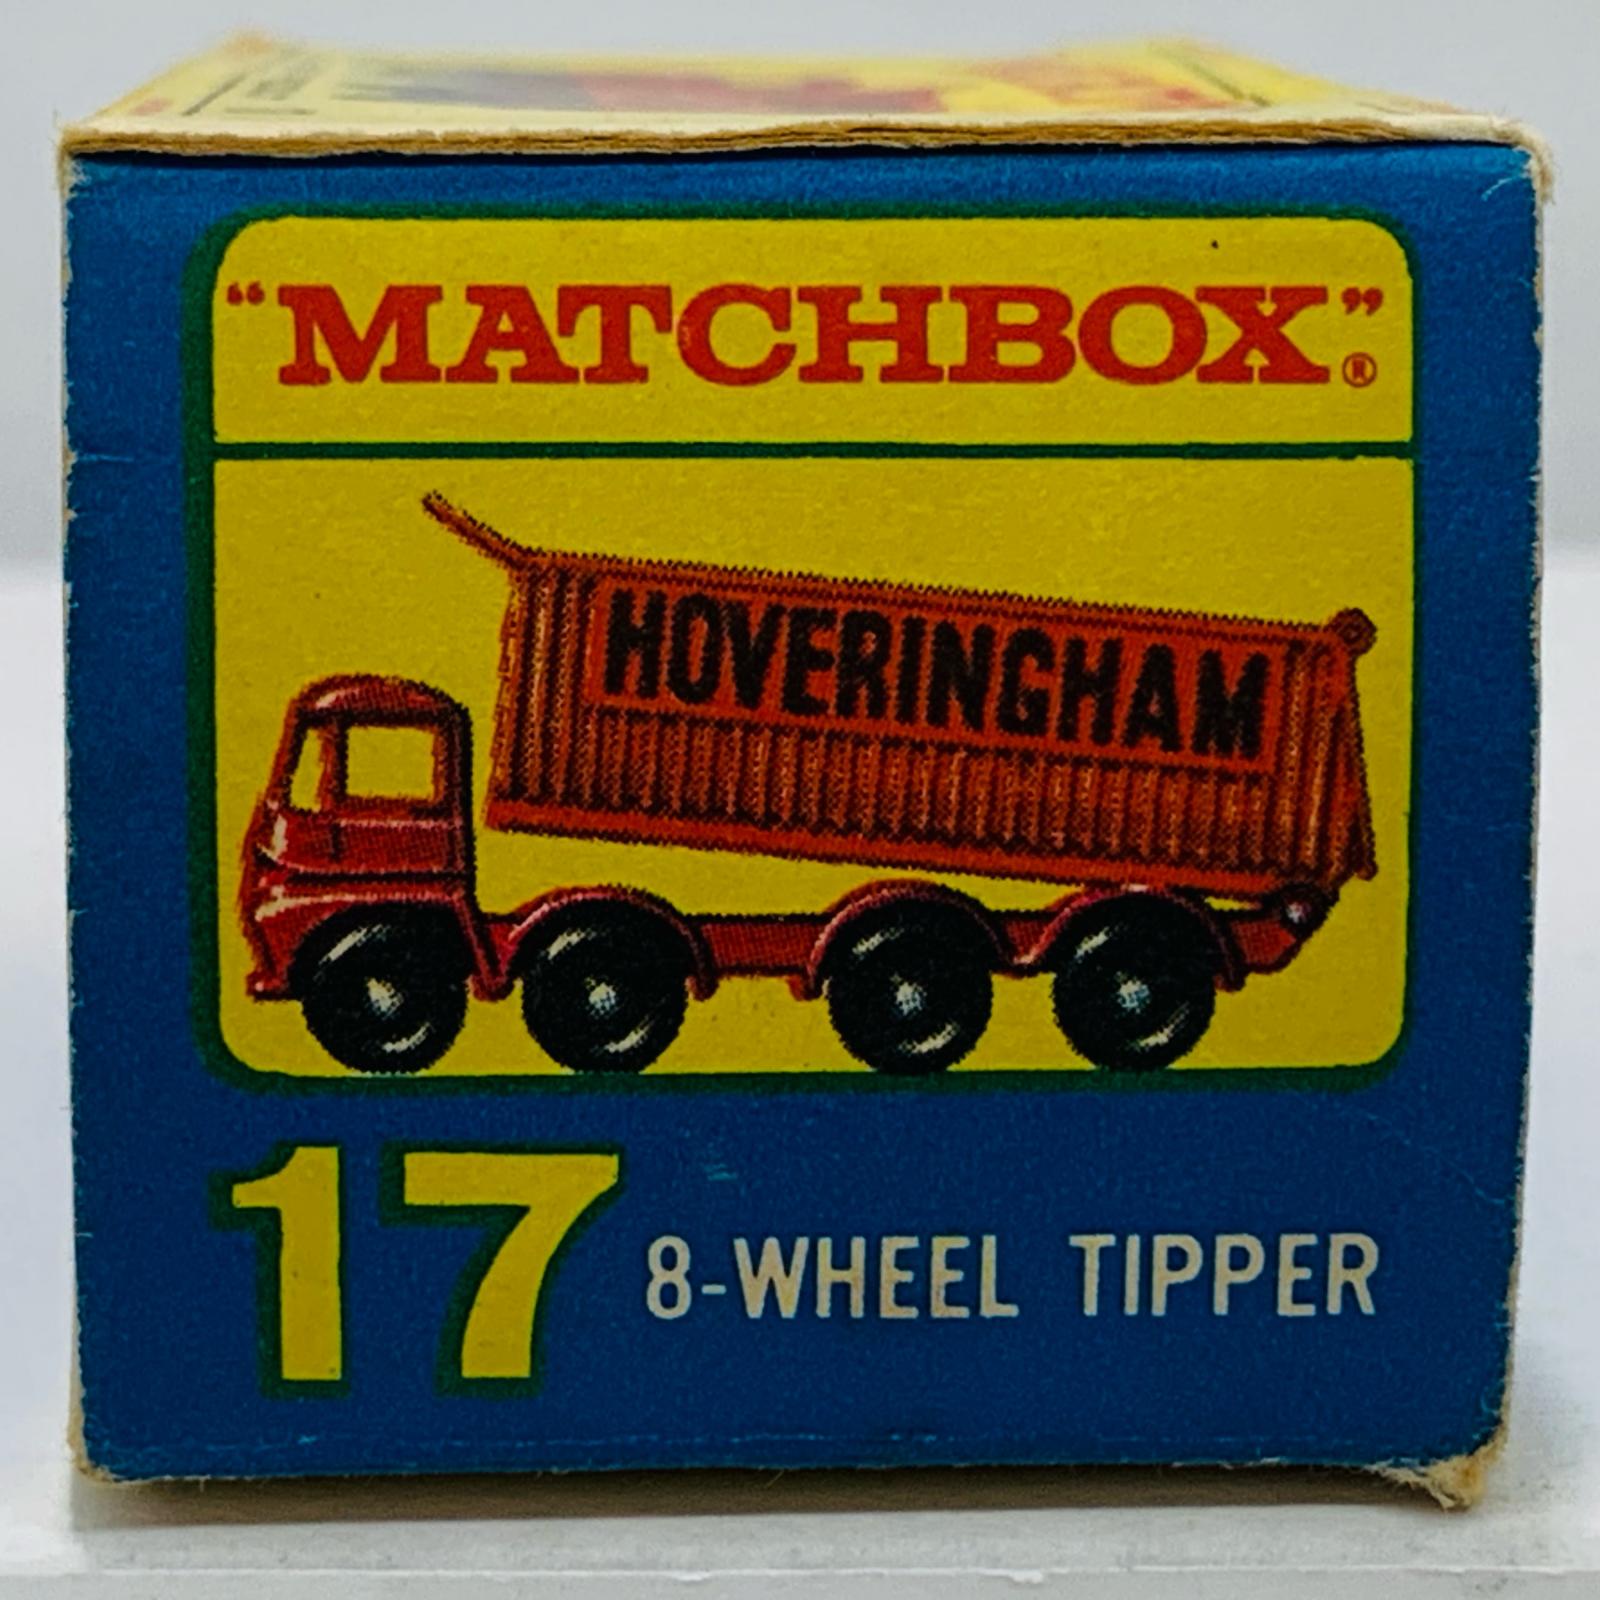 "MATCHBOX"®
HOVERINGHAM
17 8-WHEEL TIPPER